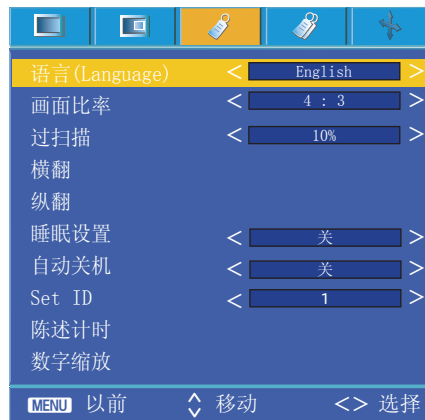 语言(Language) < English >
画面比率 < 4 : 3 >
过扫描 < 10% >
横翻
纵翻
睡眠设置 < 关 >
自动关机 < 关 >
Set ID < 1 >
陈述计时
数字缩放
MENU 以前 移动 <> 选择